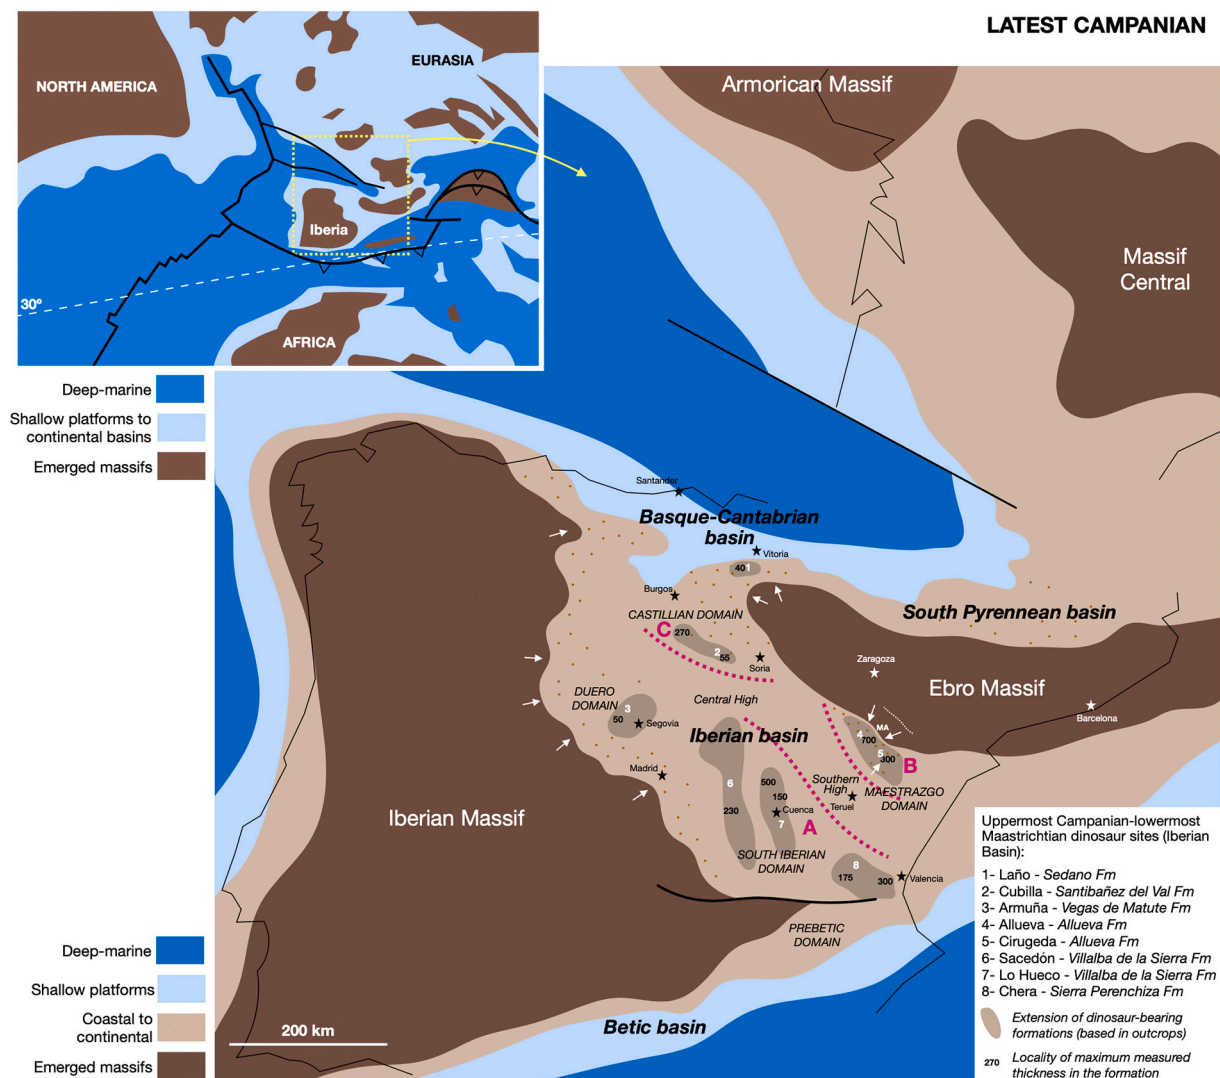 LATEST CAMPANIAN
NORTH AMERICA
EURASIA
Iberia
30º
AFRICA
Deep-marine
Shallow platforms to
continental basins
Emerged massifs
Armorican Massif
Massif
Central
Santander
Basque-Cantabrian
basin
Vitoria
40 1
Burgos
CASTILLIAN DOMAIN
South Pyrennean basin
C
270
2
55
Soria
Zaragoza
Ebro Massif
Barcelona
DUERO
DOMAIN
3
50
Segovia
Central High
Iberian basin
MA
4
700
5
300
B
Madrid
6
230
500
150
Cuenca
7
A
Southern
High
Teruel
MAESTRAZGO
DOMAIN
Iberian Massif
SOUTH IBERIAN
DOMAIN
8
175
300
Valencia
PREBETIC
DOMAIN
Betic basin
Deep-marine
Shallow platforms
Coastal to
continental
Emerged massifs
200 km
Uppermost Campanian-lowermost
Maastrichtian dinosaur sites (Iberian
Basin):
1- Laño - Sedano Fm
2- Cubilla - Santibañez del Val Fm
3- Armuña - Vegas de Matute Fm
4- Allueva - Allueva Fm
5- Cirugeda - Allueva Fm
6- Sacedón - Villalba de la Sierra Fm
7- Lo Hueco - Villalba de la Sierra Fm
8- Chera - Sierra Perenchiza Fm
Extension of dinosaur-bearing
formations (based in outcrops)
270 Locality of maximum measured
thickness in the formation